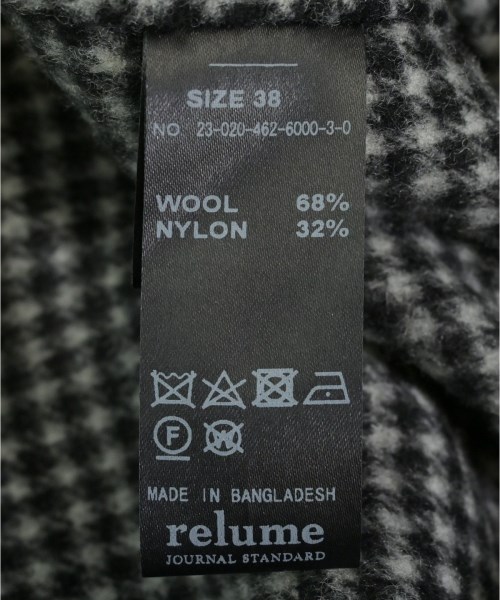 SIZE 38
NO 23-020-462-6000-3-0
WOOL 68%
NYLON 32%
F W
MADE IN BANGLADESH
relume
JOURNAL STANDARD